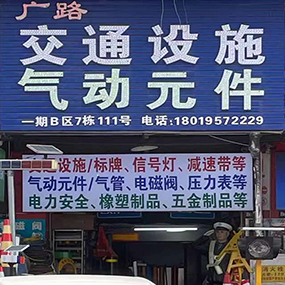 广路
交通设施
气动元件
一期B区7栋111号 电话:18019572229
交通设施/标牌、信号灯、减速带等
气动元件/气管、电磁阀、压力表等
电力安全、橡塑制品、五金制品等